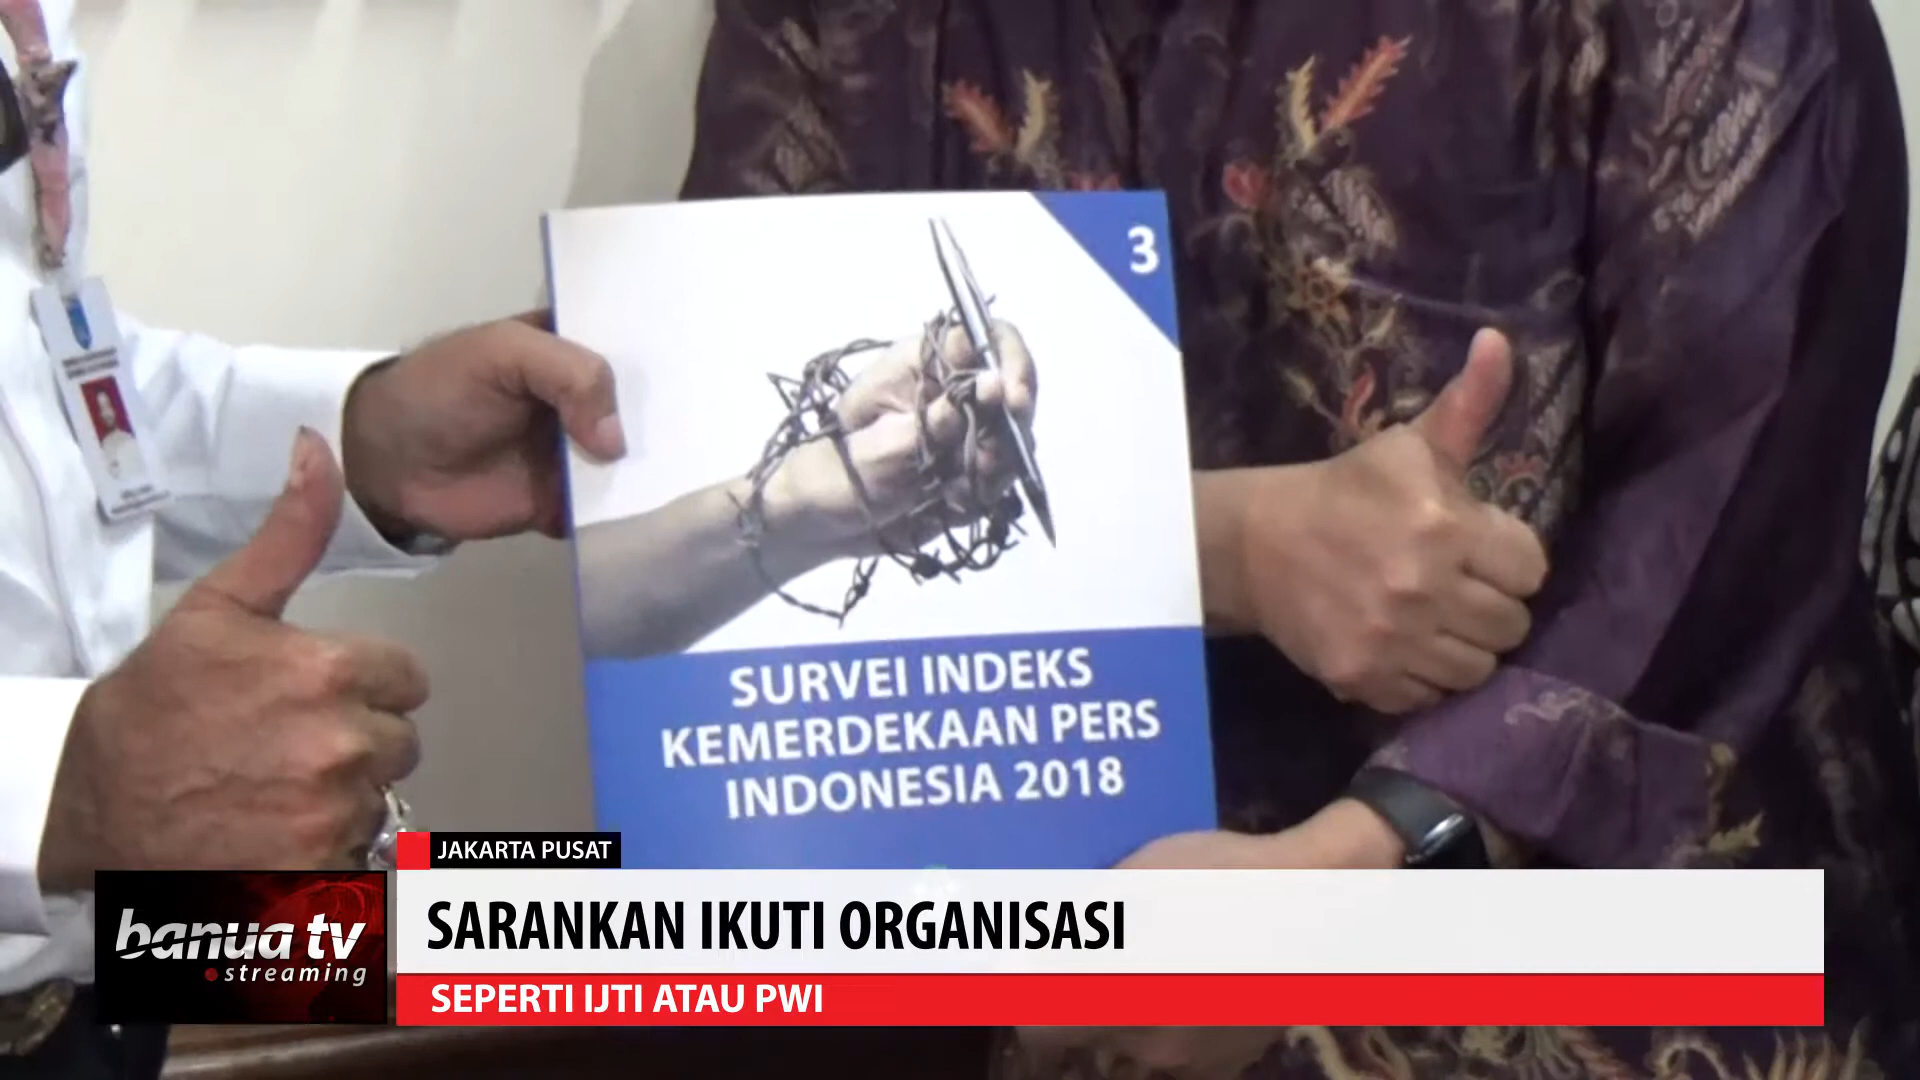 3
SURVEI INDEKS
KEMERDEKAAN PERS
INDONESIA 2018
JAKARTA PUSAT
banua tv
streaming
SARANKAN IKUTI ORGANISASI
SEPERTI IJTI ATAU PWI